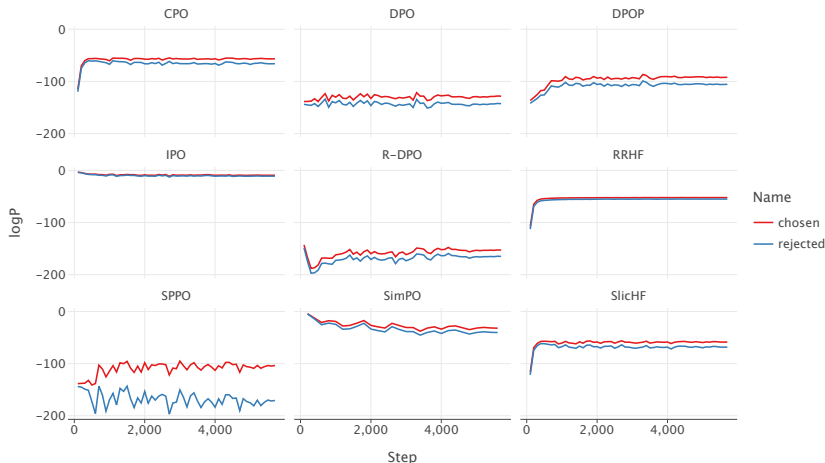 CPO DPO DPOP
0
−100
−200
IPO R−DPO RRHF
0
−100
−200
logP
Name
chosen
rejected
SPPO SimPO SlicHF
0
−100
−200
0 2,000 4,000 0 2,000 4,000 0 2,000 4,000
Step